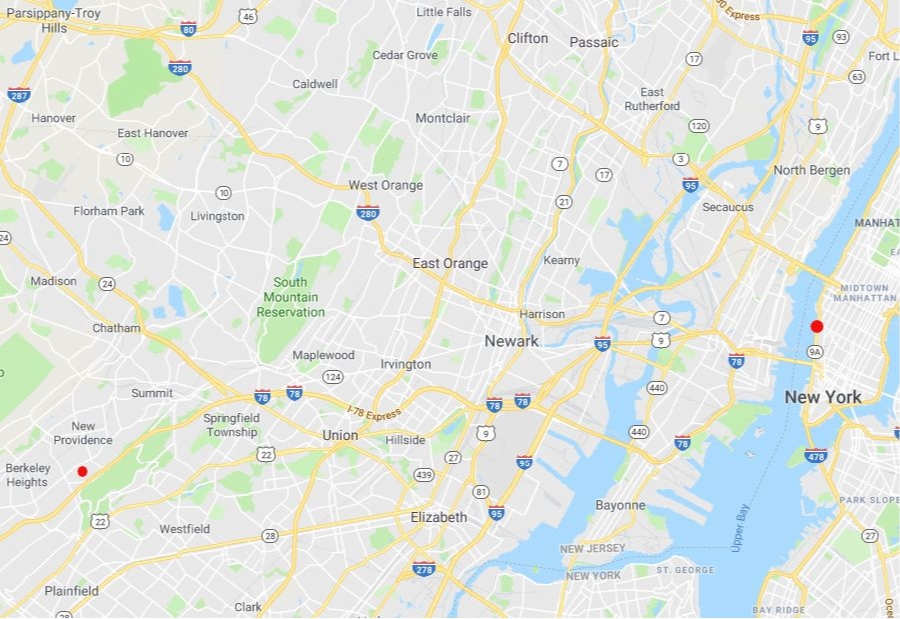 Parsippany-Troy
Hills
46
80
Little Falls
Clifton
Passaic
95
93
Express
Cedar Grove
17
Fort L
280
63
Caldwell
287
East
Rutherford
Hanover
Montclair
120
9
East Hanover
10
7
17
3
North Bergen
West Orange
95
10
21
Secaucus
Florham Park
Livingston
280
MANHAT
24
East Orange
Kearny
Madison
24
South
Mountain
Reservation
MIDTOWN
MANHATTAN
Harrison
7
Chatham
Newark
95
9
9A
Maplewood
Irvington
78
124
440
Summit
78
78
I-78 Express
78
78
New York
Springfield
Township
New
Providence
Union
Hillside
9
440
78
22
27
478
Berkeley
Heights
439
95
81
PARK SLOPE
22
Westfield
Elizabeth
95
Bayonne
Upper Bay
28
27
NEW JERSEY
278
ST. GEORGE
NEW YORK
Plainfield
Clark
BAY RIDGE
28